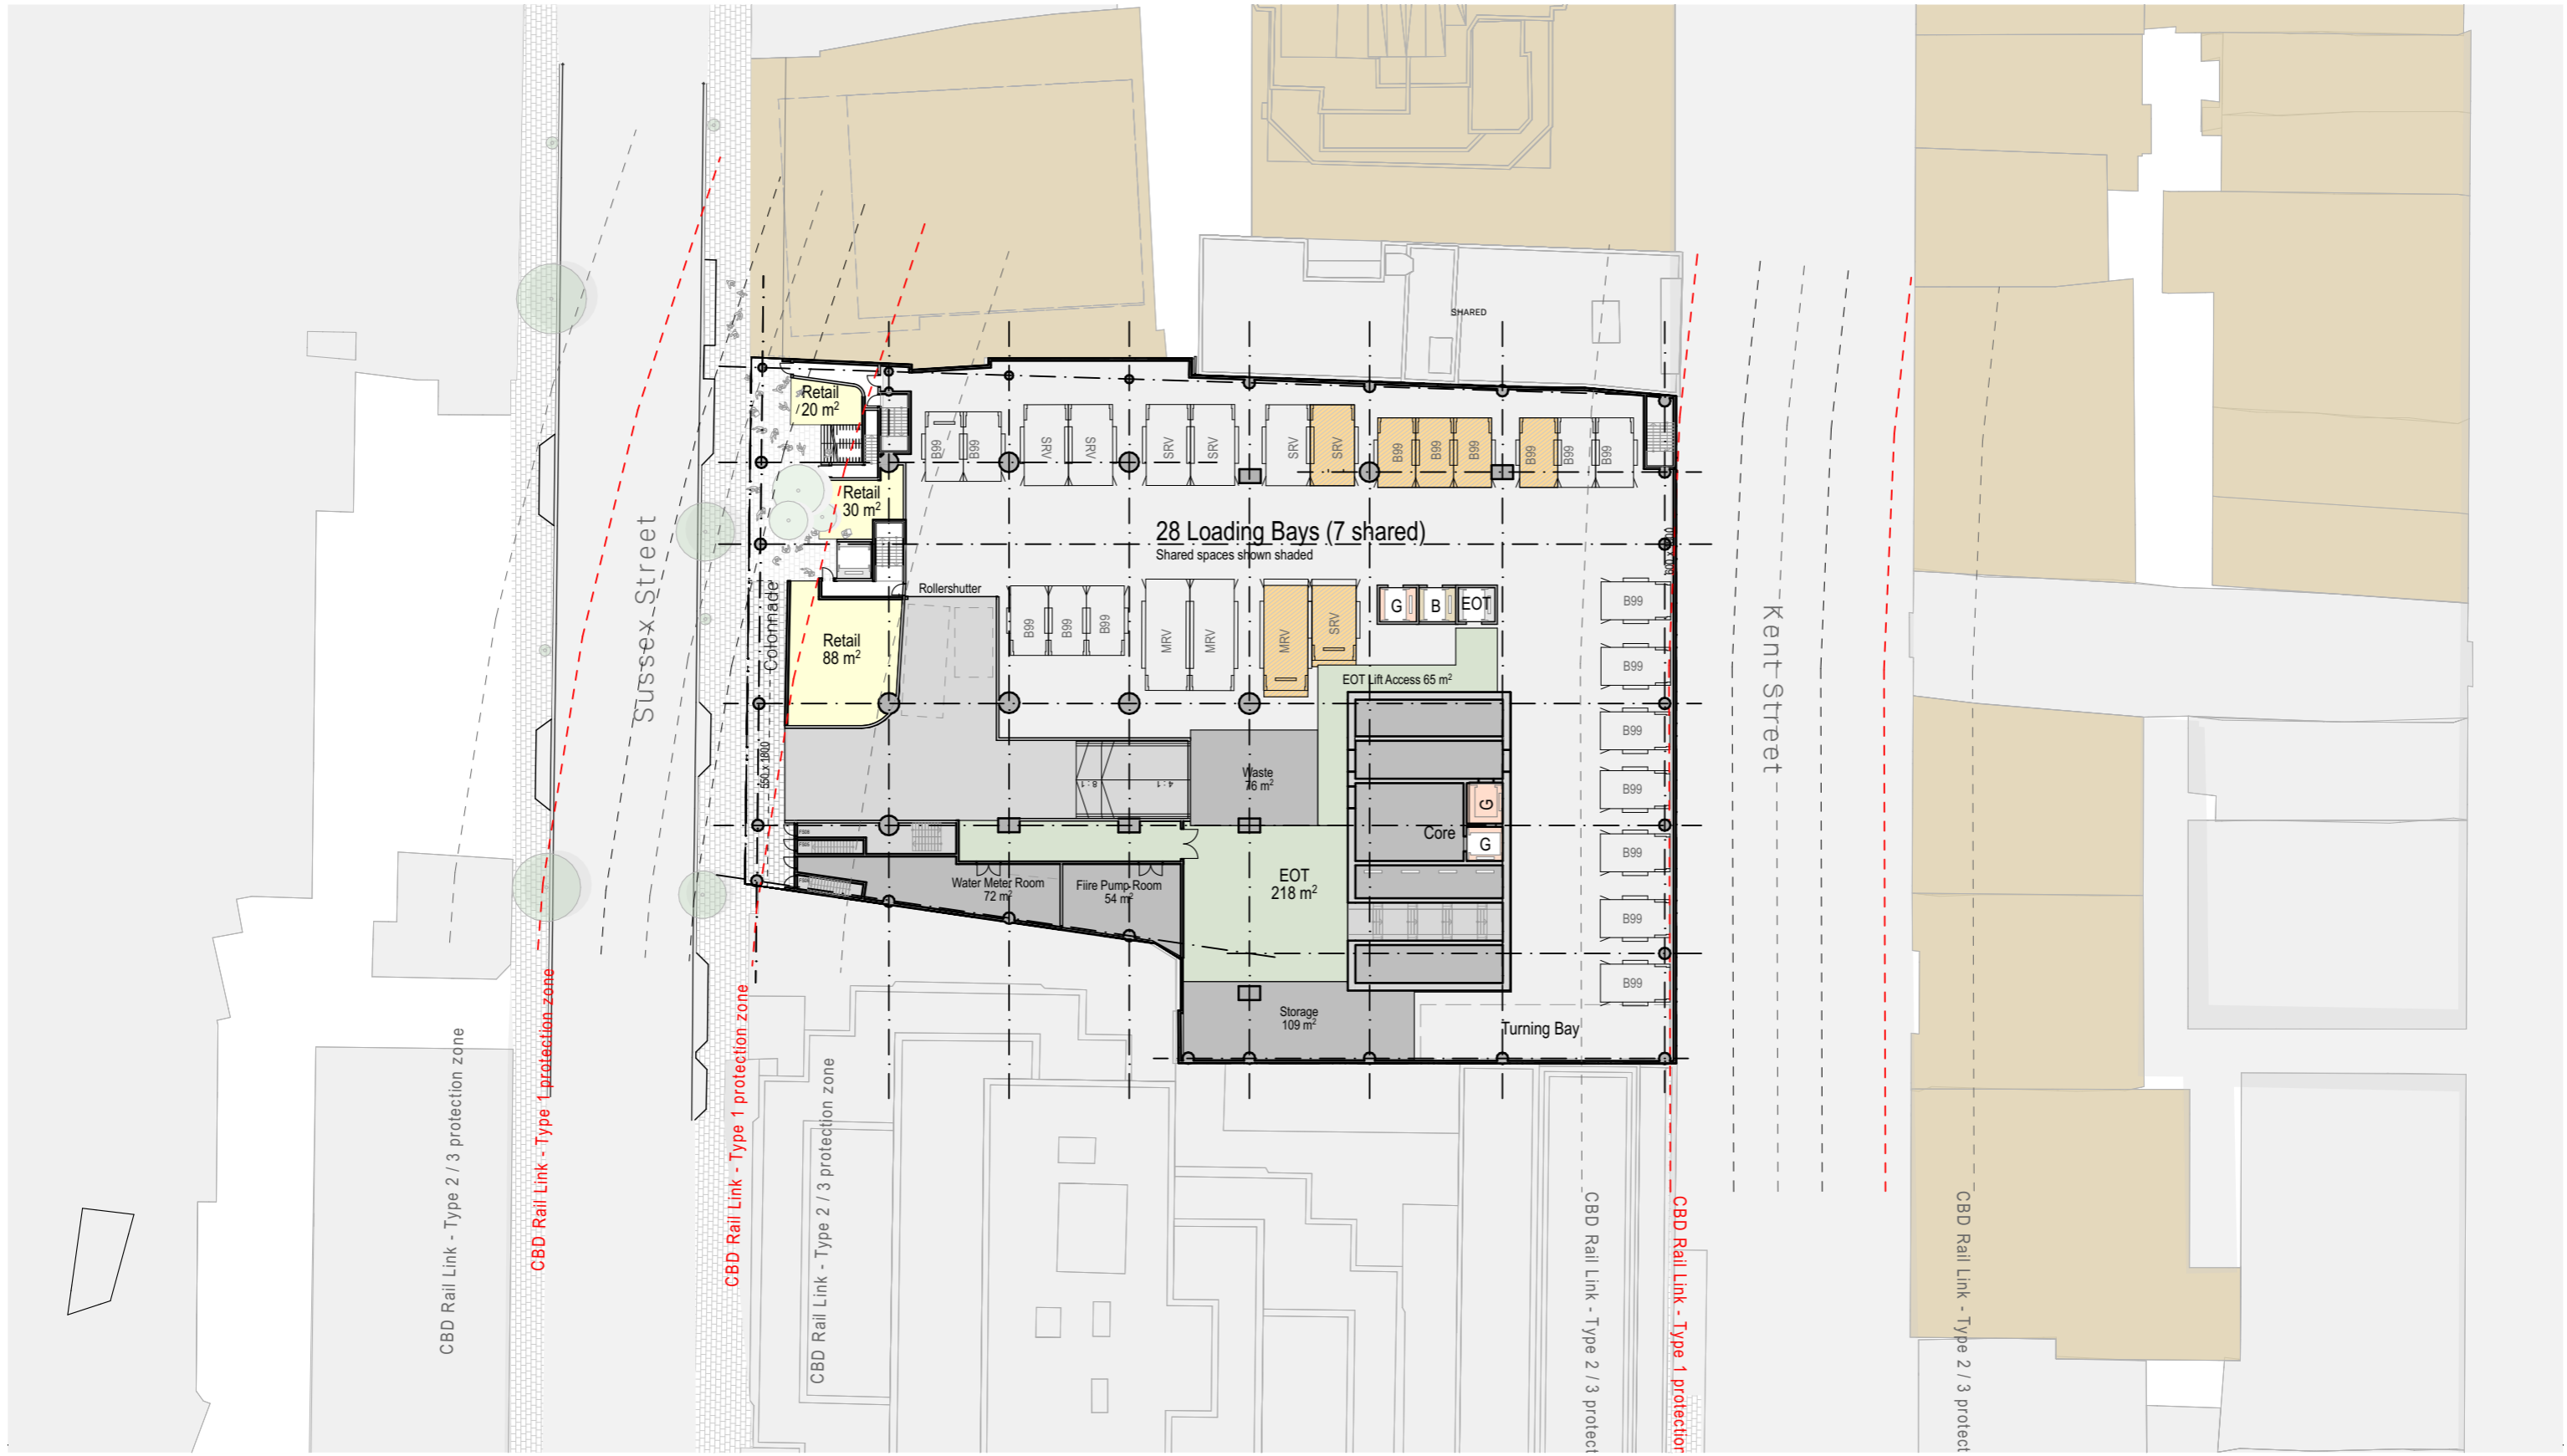 SHARED
Retail
20 m²
B99
B99
SRV
SRV
SRV
SRV
SRV
SRV
B99
B99
B99
B99
B99
B99
Retail
30 m²
28 Loading Bays (7 shared)
Shared spaces shown shaded
Sussex Street
Colonnade
Rollershutter
Retail
88 m²
B99
B99
B99
MRV
MRV
MRV
SRV
G
B
EOT
B99
B99
B99
B99
B99
B99
B99
Kent Street
EOT Lift Access 65 m²
550 x 1800
8 : 1
4 : 1
Waste
76 m²
G
Core
G
Water Meter Room
72 m²
Fiire Pump Room
54 m²
EOT
218 m²
Storage
109 m²
Turning Bay
CBD Rail Link - Type 2 / 3 protection zone
CBD Rail Link - Type 1 protection zone
CBD Rail Link - Type 1 protection zone
CBD Rail Link - Type 2 / 3 protection zone
CBD Rail Link - Type 2 / 3 protect
CBD Rail Link - Type 1 protection
CBD Rail Link - Type 2 / 3 protect